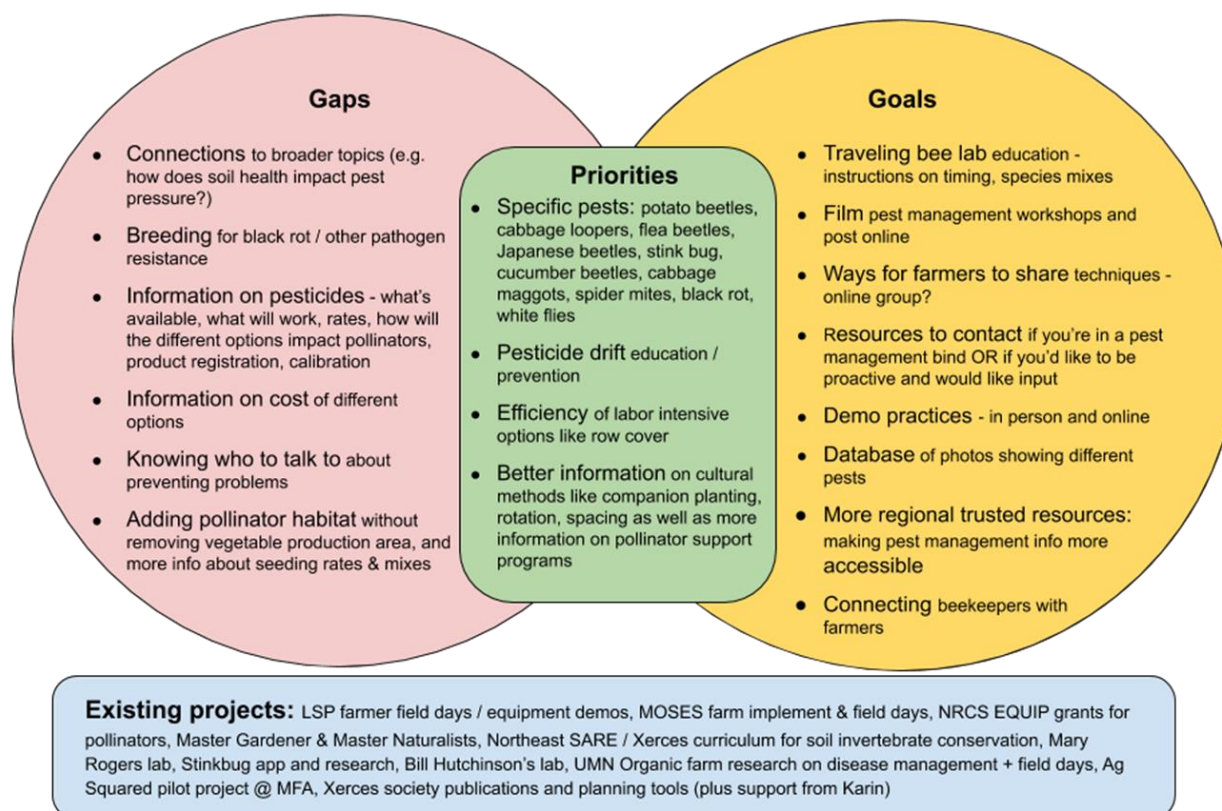 Gaps
● Connections to broader topics (e.g.
how does soil health impact pest
pressure?)
● Breeding for black rot / other pathogen
resistance
● Information on pesticides - what's
available, what will work, rates, how will
the different options impact pollinators,
product registration, calibration
● Information on cost of different
options
● Knowing who to talk to about
preventing problems
● Adding pollinator habitat without
removing vegetable production area, and
more info about seeding rates & mixes
Priorities
● Specific pests: potato beetles,
cabbage loopers, flea beetles,
Japanese beetles, stink bug,
cucumber beetles, cabbage
maggots, spider mites, black rot,
white flies
● Pesticide drift education /
prevention
● Efficiency of labor intensive
options like row cover
● Better information on cultural
methods like companion planting,
rotation, spacing as well as more
information on pollinator support
programs
Goals
● Traveling bee lab education -
instructions on timing, species mixes
● Film pest management workshops and
post online
● Ways for farmers to share techniques -
online group?
● Resources to contact if you're in a pest
management bind OR if you'd like to be
proactive and would like input
● Demo practices - in person and online
● Database of photos showing different
pests
● More regional trusted resources:
making pest management info more
accessible
● Connecting beekeepers with
farmers
Existing projects: LSP farmer field days / equipment demos, MOSES farm implement & field days, NRCS EQUIP grants for
pollinators, Master Gardener & Master Naturalists, Northeast SARE / Xerces curriculum for soil invertebrate conservation, Mary
Rogers lab, Stinkbug app and research, Bill Hutchinson's lab, UMN Organic farm research on disease management + field days, Ag
Squared pilot project @ MFA, Xerces society publications and planning tools (plus support from Karin)